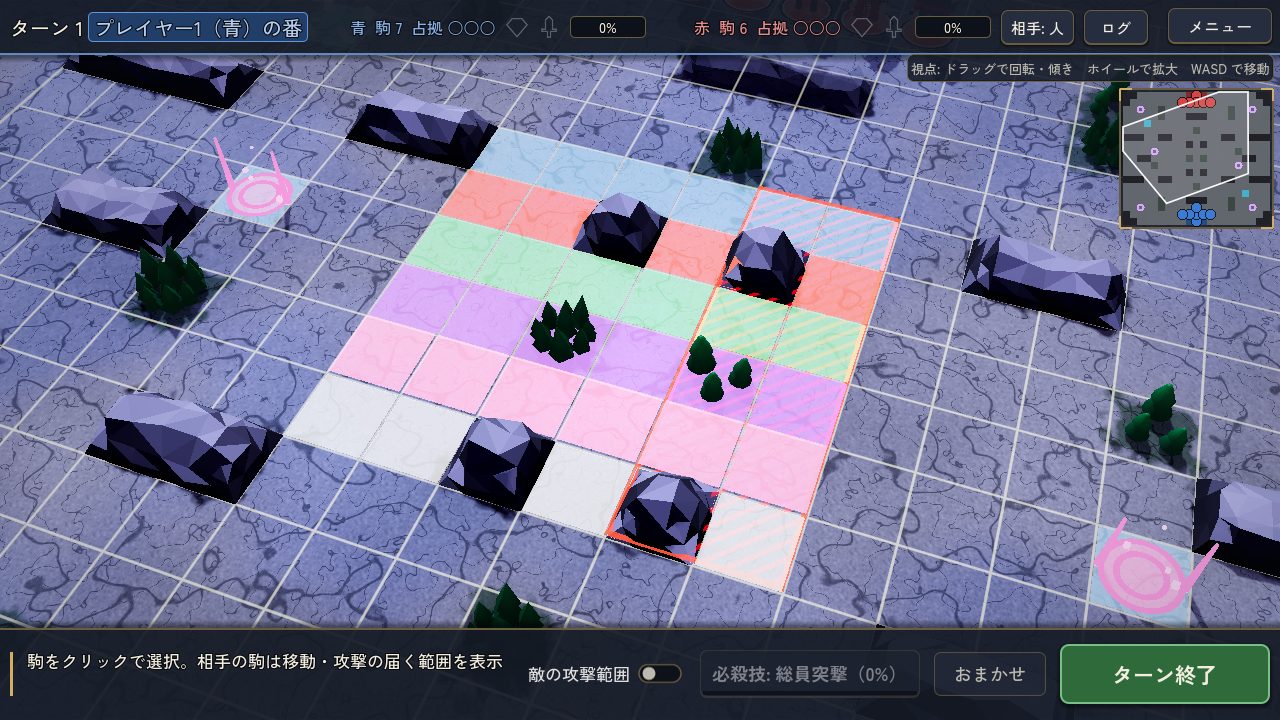 ターン 1 プレイヤー1（青）の番 青 駒 7 占拠 〇〇〇 0% 赤 駒 6 占拠 〇〇〇 0% 相手: 人 ログ メニュー
視点: ドラッグで回転・傾き ホイールで拡大 WASD で移動
駒をクリックで選択。相手の駒は移動・攻撃の届く範囲を表示
敵の攻撃範囲 必殺技: 総員突撃（0%） おまかせ ターン終了